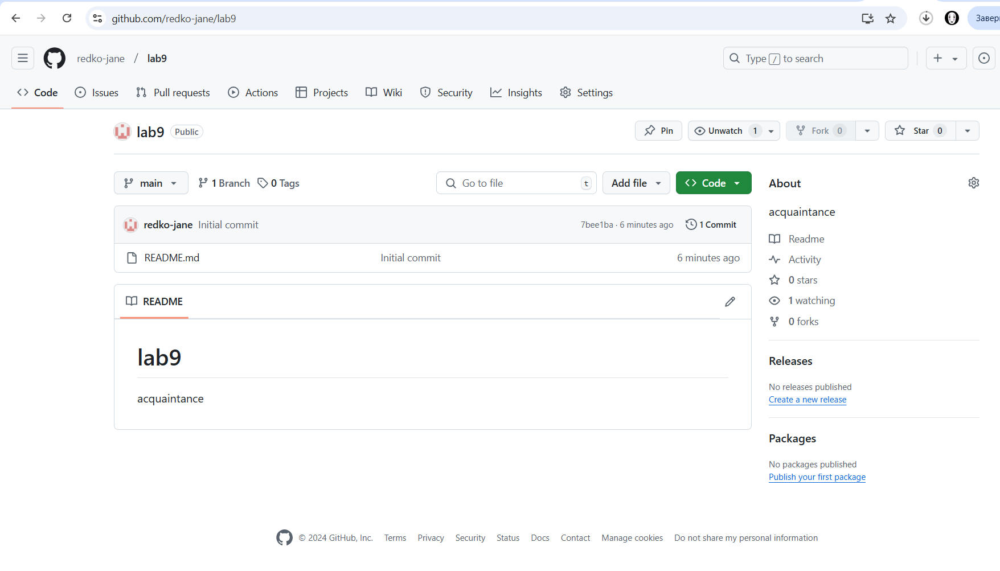 github.com/redko-jane/lab9
Завер
redko-jane / lab9
Type / to search
Code Issues Pull requests Actions Projects Wiki Security Insights Settings
lab9 Public
Pin Unwatch 1 Fork 0 Star 0
main 1 Branch 0 Tags Go to file t Add file Code
redko-jane Initial commit 7bee1ba · 6 minutes ago 1 Commit
README.md Initial commit 6 minutes ago
README
lab9
acquaintance
About
acquaintance
Readme
Activity
0 stars
1 watching
0 forks
Releases
No releases published
Create a new release
Packages
No packages published
Publish your first package
© 2024 GitHub, Inc. Terms Privacy Security Status Docs Contact Manage cookies Do not share my personal information